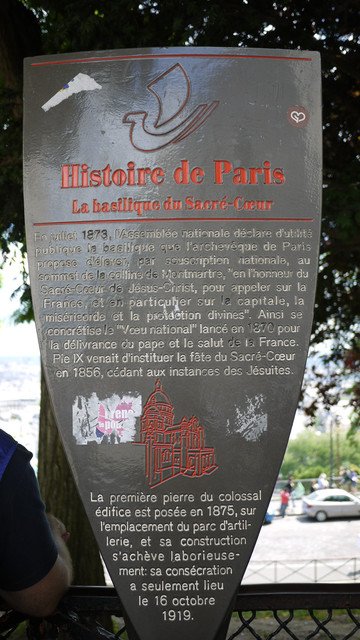 Histoire de Paris
La basilique du Sacré-Cœur
En juillet 1873, l'Assemblée nationale déclare d'utilité
publique la basilique que l'archevêque de Paris
propose d'élever, par souscription nationale, au
sommet de la colline de Montmartre, "en l'honneur du
Sacré-Cœur de Jésus-Christ, pour appeler sur la
France, et en particulier sur la capitale, la
miséricorde et la protection divines". Ainsi se
concrétise le "Vœu national" lancé en 1870 pour
la délivrance du pape et le salut de la France.
Pie IX venait d'instituer la fête du Sacré-Cœur
en 1856, cédant aux instances des Jésuites.
La première pierre du colossal
édifice est posée en 1875, sur
l'emplacement du parc d'artil-
lerie, et sa construction
s'achève laborieuse-
ment: sa consécration
a seulement lieu
le 16 octobre
1919.